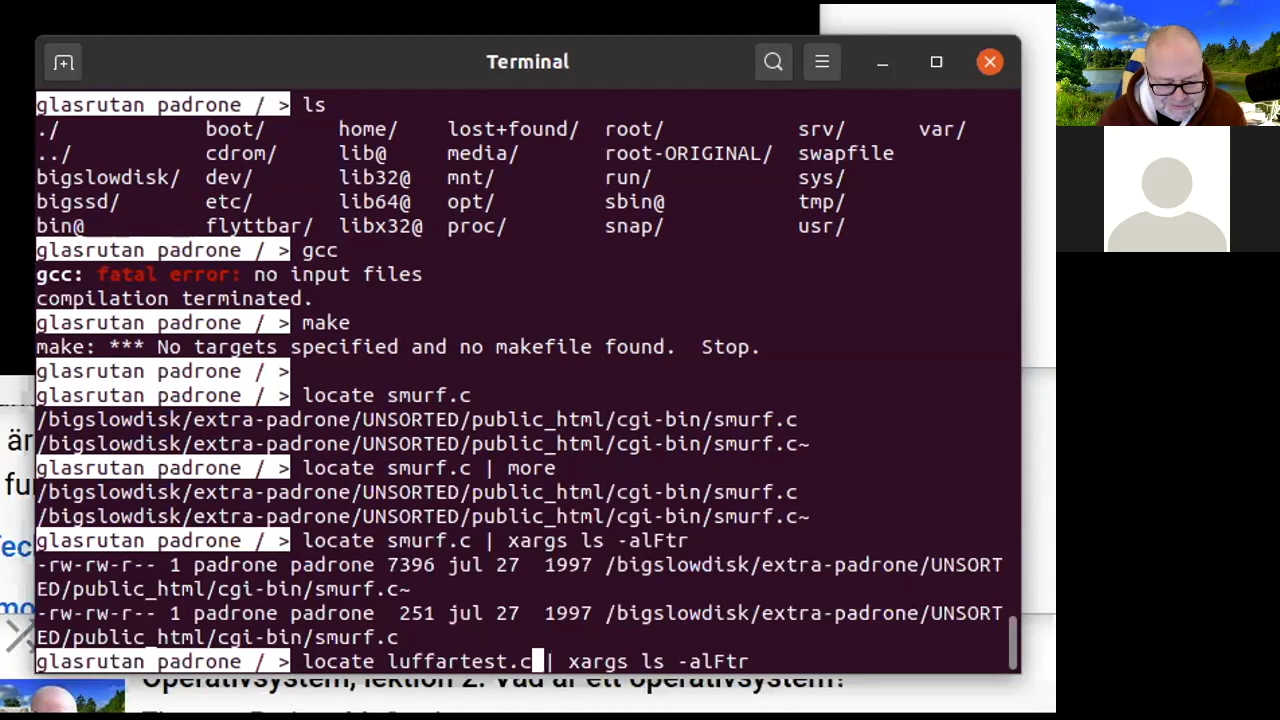 Terminal
glasrutan padrone / > ls
./ boot/ home/ lost+found/ root/ srv/ var/
../ cdrom/ lib@ media/ root-ORIGINAL/ swapfile
bigslowdisk/ dev/ lib32@ mnt/ run/ sys/
bigssd/ etc/ lib64@ opt/ sbin@ tmp/
bin@ flyttbar/ libx32@ proc/ snap/ usr/
glasrutan padrone / > gcc
gcc: fatal error: no input files
compilation terminated.
glasrutan padrone / > make
make: *** No targets specified and no makefile found.  Stop.
glasrutan padrone / >
glasrutan padrone / > locate smurf.c
/bigslowdisk/extra-padrone/UNSORTED/public_html/cgi-bin/smurf.c
/bigslowdisk/extra-padrone/UNSORTED/public_html/cgi-bin/smurf.c~
glasrutan padrone / > locate smurf.c | more
/bigslowdisk/extra-padrone/UNSORTED/public_html/cgi-bin/smurf.c
/bigslowdisk/extra-padrone/UNSORTED/public_html/cgi-bin/smurf.c~
glasrutan padrone / > locate smurf.c | xargs ls -alFtr
-rw-rw-r-- 1 padrone padrone 7396 jul 27  1997 /bigslowdisk/extra-padrone/UNSORT
ED/public_html/cgi-bin/smurf.c~
-rw-rw-r-- 1 padrone padrone  251 jul 27  1997 /bigslowdisk/extra-padrone/UNSORT
ED/public_html/cgi-bin/smurf.c
glasrutan padrone / > locate luffartest.c | xargs ls -alFtr
är
Operativsystem, lektion 2: Vad är ett operativsystem?